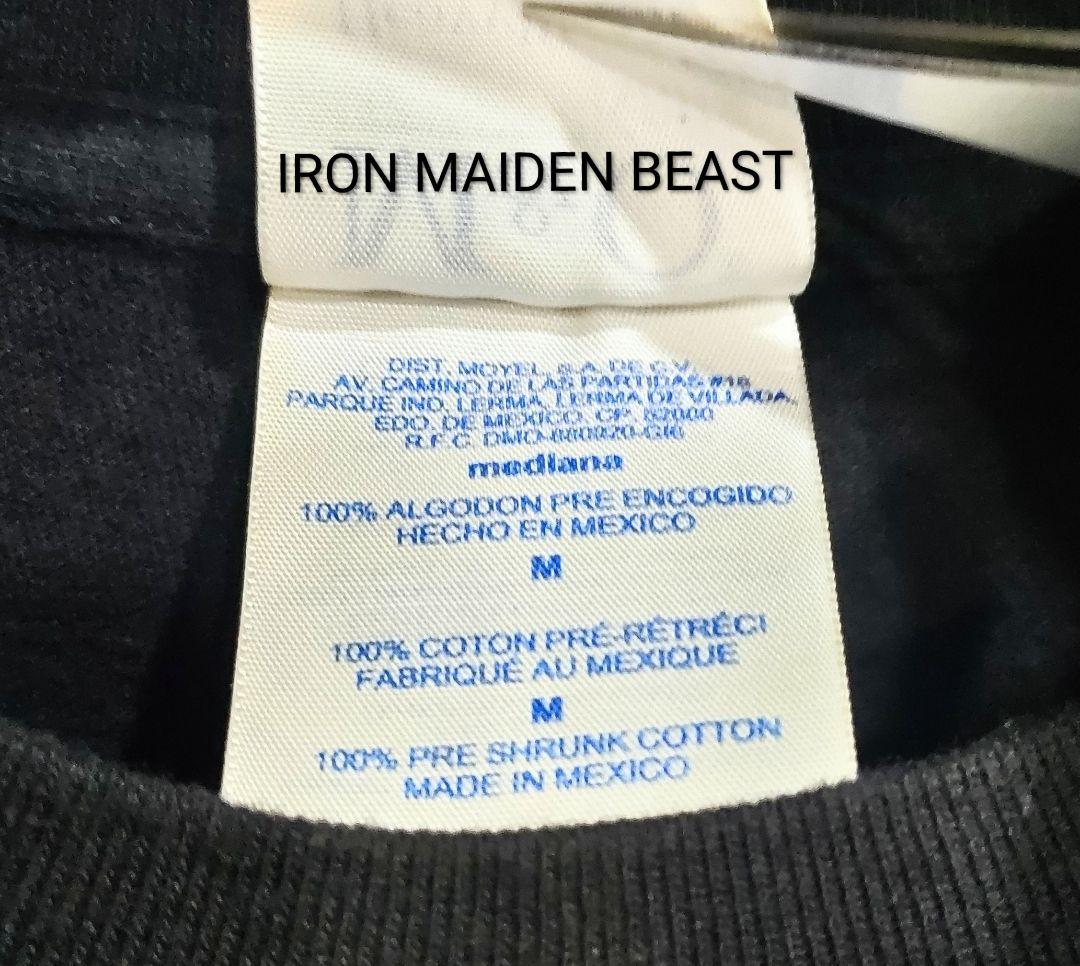 IRON MAIDEN BEAST
DIST. MOYEL S.A. DE C.V.
AV. CAMINO DE LAS PARTIDAS #18
PARQUE IND. LERMA, LERMA DE VILLADA,
EDO. DE MEXICO, CP. 52000
R.F.C.
mediana
100% ALGODON PRE ENCOGIDO
HECHO EN MEXICO
M
100% COTON PRÉ-RÉTRÉCI
FABRIQUÉ AU MEXIQUE
M
100% PRE SHRUNK COTTON
MADE IN MEXICO